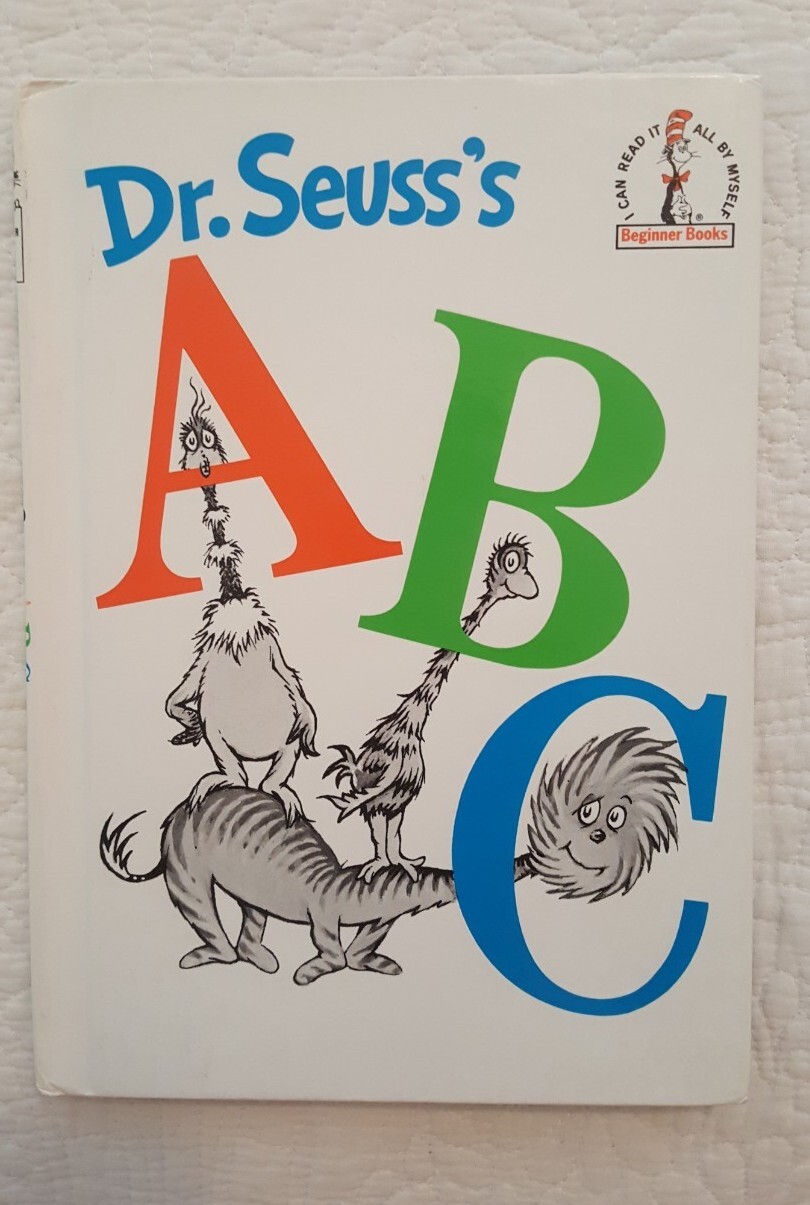 Dr. Seuss's
I CAN READ IT ALL BY MYSELF
®
Beginner Books
A
B
C